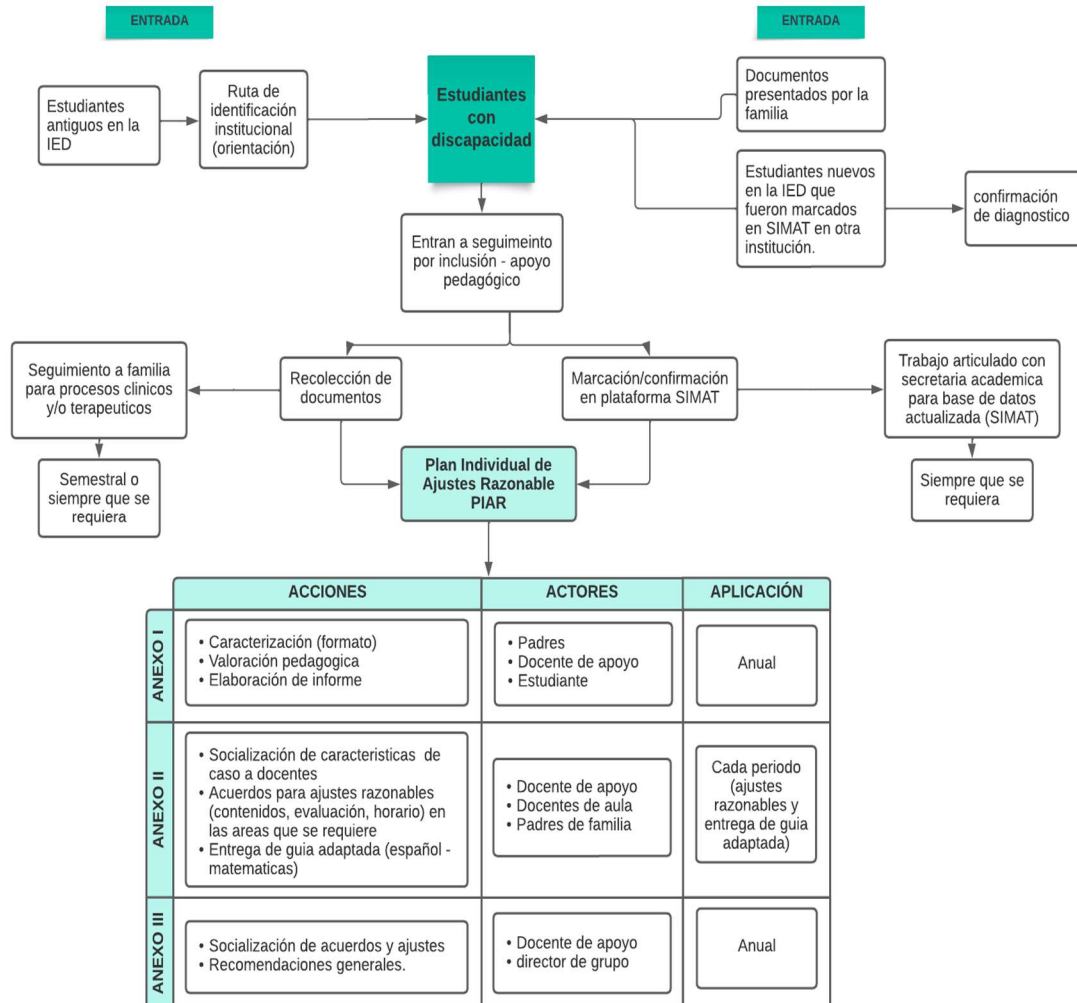 ENTRADA
ENTRADA
Estudiantes
antiguos en la
IED
Ruta de
identificación
institucional
(orientación)
Estudiantes
con
discapacidad
Documentos
presentados por la
familia
Estudiantes nuevos
en la IED que
fueron marcados
en SIMAT en otra
institución.
confirmación
de diagnostico
Entran a seguimeinto
por inclusión - apoyo
pedagógico
Seguimiento a familia
para procesos clinicos
y/o terapeuticos
Recolección de
documentos
Marcación/confirmación
en plataforma SIMAT
Trabajo articulado con
secretaria academica
para base de datos
actualizada (SIMAT)
Semestral o
siempre que se
requiera
Plan Individual de
Ajustes Razonable
PIAR
Siempre que se
requiera
ACCIONES
ACTORES
APLICACIÓN
ANEXO I
• Caracterización (formato)
• Valoración pedagogica
• Elaboración de informe
• Padres
• Docente de apoyo
• Estudiante
Anual
ANEXO II
• Socialización de caracteristicas de
caso a docentes
• Acuerdos para ajustes razonables
(contenidos, evaluación, horario) en
las areas que se requiere
• Entrega de guia adaptada (español -
matematicas)
• Docente de apoyo
• Docentes de aula
• Padres de familia
Cada periodo
(ajustes
razonables y
entrega de guia
adaptada)
ANEXO III
• Socialización de acuerdos y ajustes
• Recomendaciones generales.
• Docente de apoyo
• director de grupo
Anual